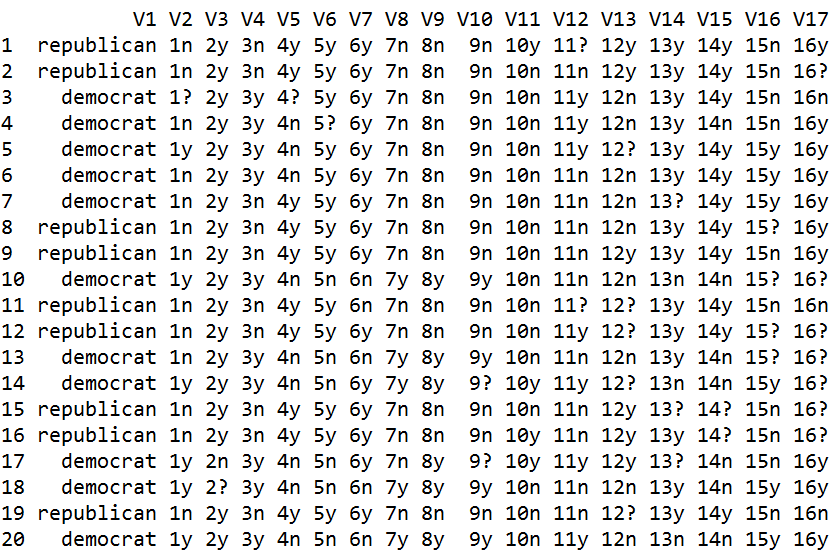 V1 V2 V3 V4 V5 V6 V7 V8 V9 V10 V11 V12 V13 V14 V15 V16 V17
1 republican 1n 2y 3n 4y 5y 6y 7n 8n 9n 10y 11? 12y 13y 14y 15n 16y
2 republican 1n 2y 3n 4y 5y 6y 7n 8n 9n 10n 11n 12y 13y 14y 15n 16?
3 democrat 1? 2y 3y 4? 5y 6y 7n 8n 9n 10n 11y 12n 13y 14y 15n 16n
4 democrat 1n 2y 3y 4n 5? 6y 7n 8n 9n 10n 11y 12n 13y 14n 15n 16y
5 democrat 1y 2y 3y 4n 5y 6y 7n 8n 9n 10n 11y 12? 13y 14y 15y 16y
6 democrat 1n 2y 3y 4n 5y 6y 7n 8n 9n 10n 11n 12n 13y 14y 15y 16y
7 democrat 1n 2y 3n 4y 5y 6y 7n 8n 9n 10n 11n 12n 13? 14y 15y 16y
8 republican 1n 2y 3n 4y 5y 6y 7n 8n 9n 10n 11n 12n 13y 14y 15? 16y
9 republican 1n 2y 3n 4y 5y 6y 7n 8n 9n 10n 11n 12y 13y 14y 15n 16y
10 democrat 1y 2y 3y 4n 5n 6n 7y 8y 9y 10n 11n 12n 13n 14n 15? 16?
11 republican 1n 2y 3n 4y 5y 6n 7n 8n 9n 10n 11? 12? 13y 14y 15n 16n
12 republican 1n 2y 3n 4y 5y 6y 7n 8n 9n 10n 11y 12? 13y 14y 15? 16?
13 democrat 1n 2y 3y 4n 5n 6n 7y 8y 9y 10n 11n 12n 13y 14n 15? 16?
14 democrat 1y 2y 3y 4n 5n 6y 7y 8y 9? 10y 11y 12? 13n 14n 15y 16?
15 republican 1n 2y 3n 4y 5y 6y 7n 8n 9n 10n 11n 12y 13? 14? 15n 16?
16 republican 1n 2y 3n 4y 5y 6y 7n 8n 9n 10y 11n 12n 13y 14? 15n 16?
17 democrat 1y 2n 3y 4n 5n 6y 7n 8y 9? 10y 11y 12y 13? 14n 15n 16y
18 democrat 1y 2? 3y 4n 5n 6n 7y 8y 9y 10n 11n 12n 13y 14n 15y 16y
19 republican 1n 2y 3n 4y 5y 6y 7n 8n 9n 10n 11n 12? 13y 14y 15n 16n
20 democrat 1y 2y 3y 4n 5n 6n 7y 8y 9y 10n 11y 12n 13n 14n 15y 16y